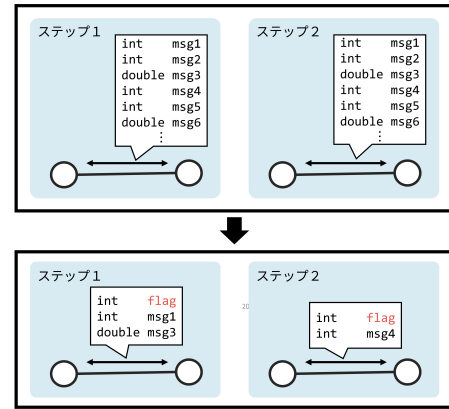 ステップ１
int msg1
int msg2
double msg3
int msg4
int msg5
double msg6
⋮
ステップ２
int msg1
int msg2
double msg3
int msg4
int msg5
double msg6
⋮
ステップ１
int flag
int msg1
double msg3
20
ステップ２
int flag
int msg4